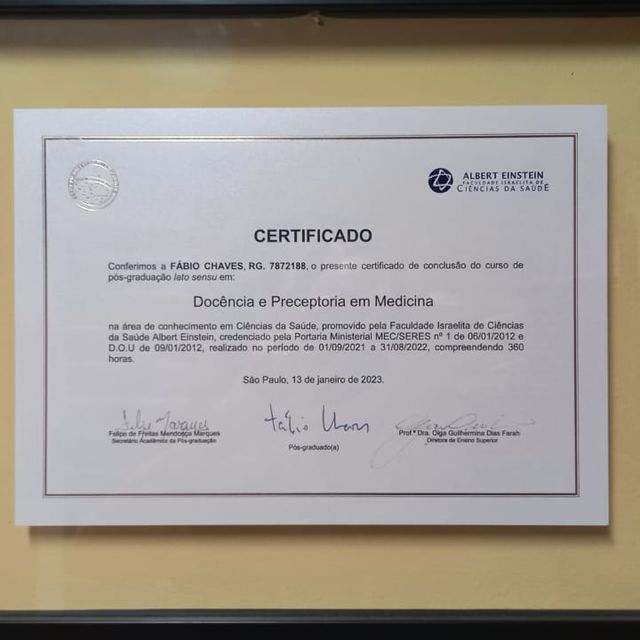 ALBERT EINSTEIN
FACULDADE ISRAELITA DE
CIÊNCIAS DA SAÚDE
CERTIFICADO
Conferimos a FÁBIO CHAVES, RG. 7872188, o presente certificado de conclusão do curso de
pós-graduação lato sensu em:
Docência e Preceptoria em Medicina
na área de conhecimento em Ciências da Saúde, promovido pela Faculdade Israelita de Ciências
da Saúde Albert Einstein, credenciado pela Portaria Ministerial MEC/SERES nº 1 de 06/01/2012 e
D.O.U de 09/01/2012, realizado no período de 01/09/2021 a 31/08/2022, compreendendo 360
horas.
São Paulo, 13 de janeiro de 2023.
Felipe Marques
Fábio Chaves
Felipe de Freitas Mendonça Marques
Secretário Acadêmico da Pós-graduação
Pós-graduado(a)
Prof.ª Dra. Olga Guilhermina Dias Farah
Diretora de Ensino Superior